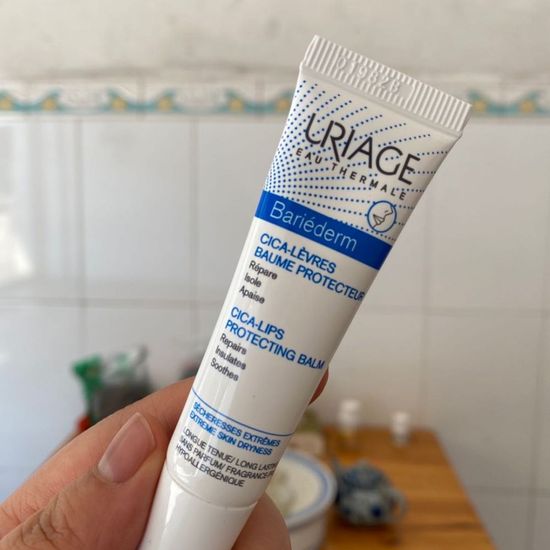 URIAGE
EAU THERMALE
Bariéderm
CICA-LÈVRES
BAUME PROTECTEUR
Répare
Isole
Apaise
CICA-LIPS
PROTECTING BALM
Repairs
Insulates
Soothes
SÉCHERESSES EXTRÊMES
EXTREME SKIN DRYNESS
LONGUE TENUE/ LONG LASTING
SANS PARFUM/ FRAGRANCE
HYPOALLERGÉNIQUE